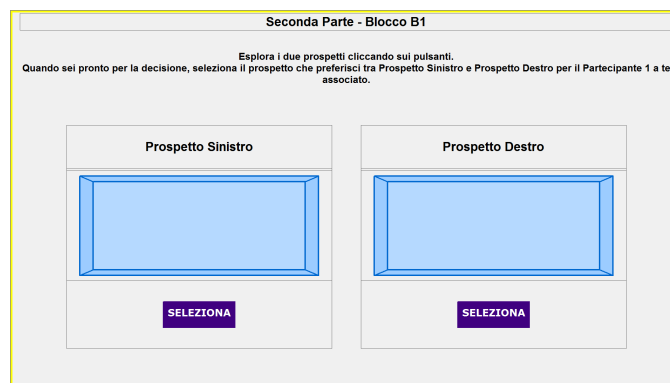 Seconda Parte - Blocco B1
Esplora i due prospetti cliccando sui pulsanti.
Quando sei pronto per la decisione, seleziona il prospetto che preferisci tra Prospetto Sinistro e Prospetto Destro per il Partecipante 1 a te
associato.
Prospetto Sinistro
Prospetto Destro
SELEZIONA
SELEZIONA